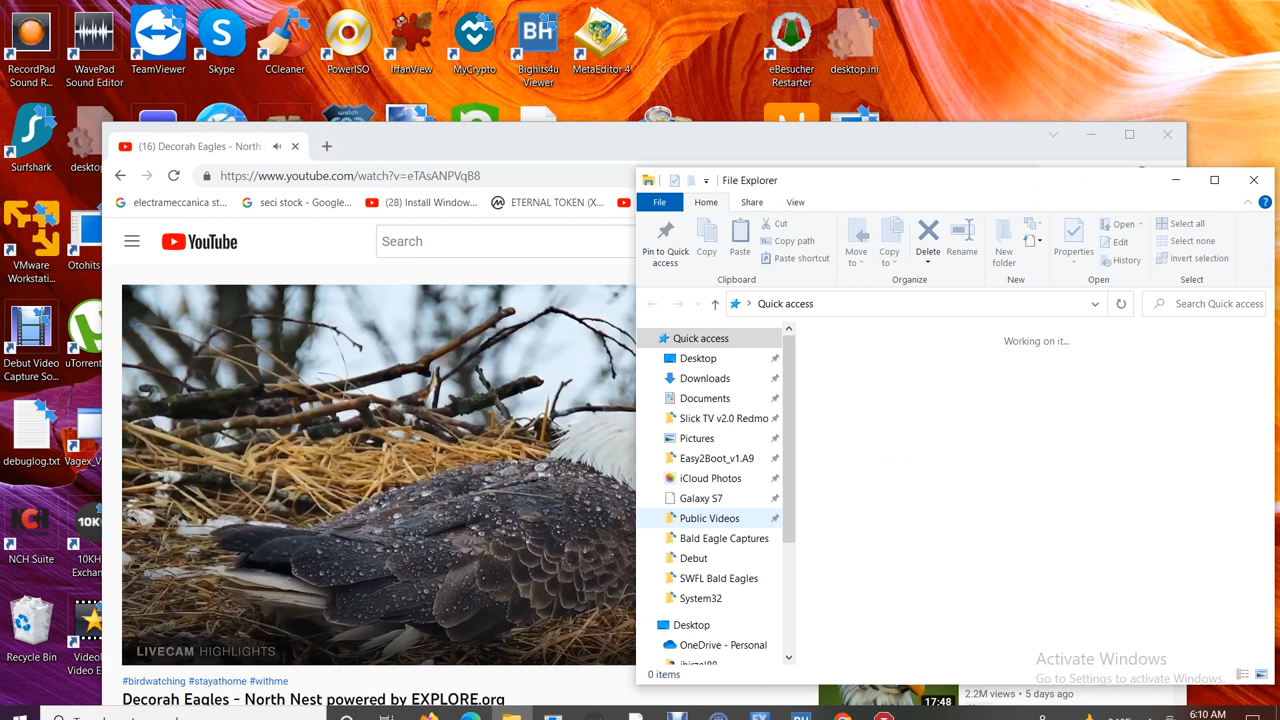 RecordPad
Sound R...
WavePad
Sound Editor
TeamViewer
Skype
CCleaner
PowerISO
IrfanView
MyCrypto
BH
Bighits4u
Viewer
MetaEditor 4
eBesucher
Restarter
desktop.ini
Surfshark
deskto
VMware
Workstati...
Otohits
Debut Video
Capture So...
uTorrent
debuglog.txt
Vagex_V
NCH
NCH Suite
10K
10KH
Exchan
Recycle Bin
Video
Video E
(16) Decorah Eagles - North
https://www.youtube.com/watch?v=eTAsANPVqB8
electrameccanica st...
seci stock - Google...
(28) Install Window...
ETERNAL TOKEN (X...
YouTube
Search
LIVECAM HIGHLIGHTS
#birdwatching #stayathome #withme
Decorah Eagles - North Nest powered by EXPLORE.org
File Explorer
File
Home
Share
View
Pin to Quick
access
Copy
Paste
Cut
Copy path
Paste shortcut
Clipboard
Move
to
Copy
to
Delete
Rename
Organize
New
folder
New
Properties
Open
Edit
History
Open
Select all
Select none
Invert selection
Select
Quick access
Search Quick access
Quick access
Desktop
Downloads
Documents
Slick TV v2.0 Redmo
Pictures
Easy2Boot_v1.A9
iCloud Photos
Galaxy S7
Public Videos
Bald Eagle Captures
Debut
SWFL Bald Eagles
System32
Desktop
OneDrive - Personal
Working on it...
0 items
Activate Windows
Go to Settings to activate Windows.
17:48
2.2M views • 5 days ago
6:10 AM